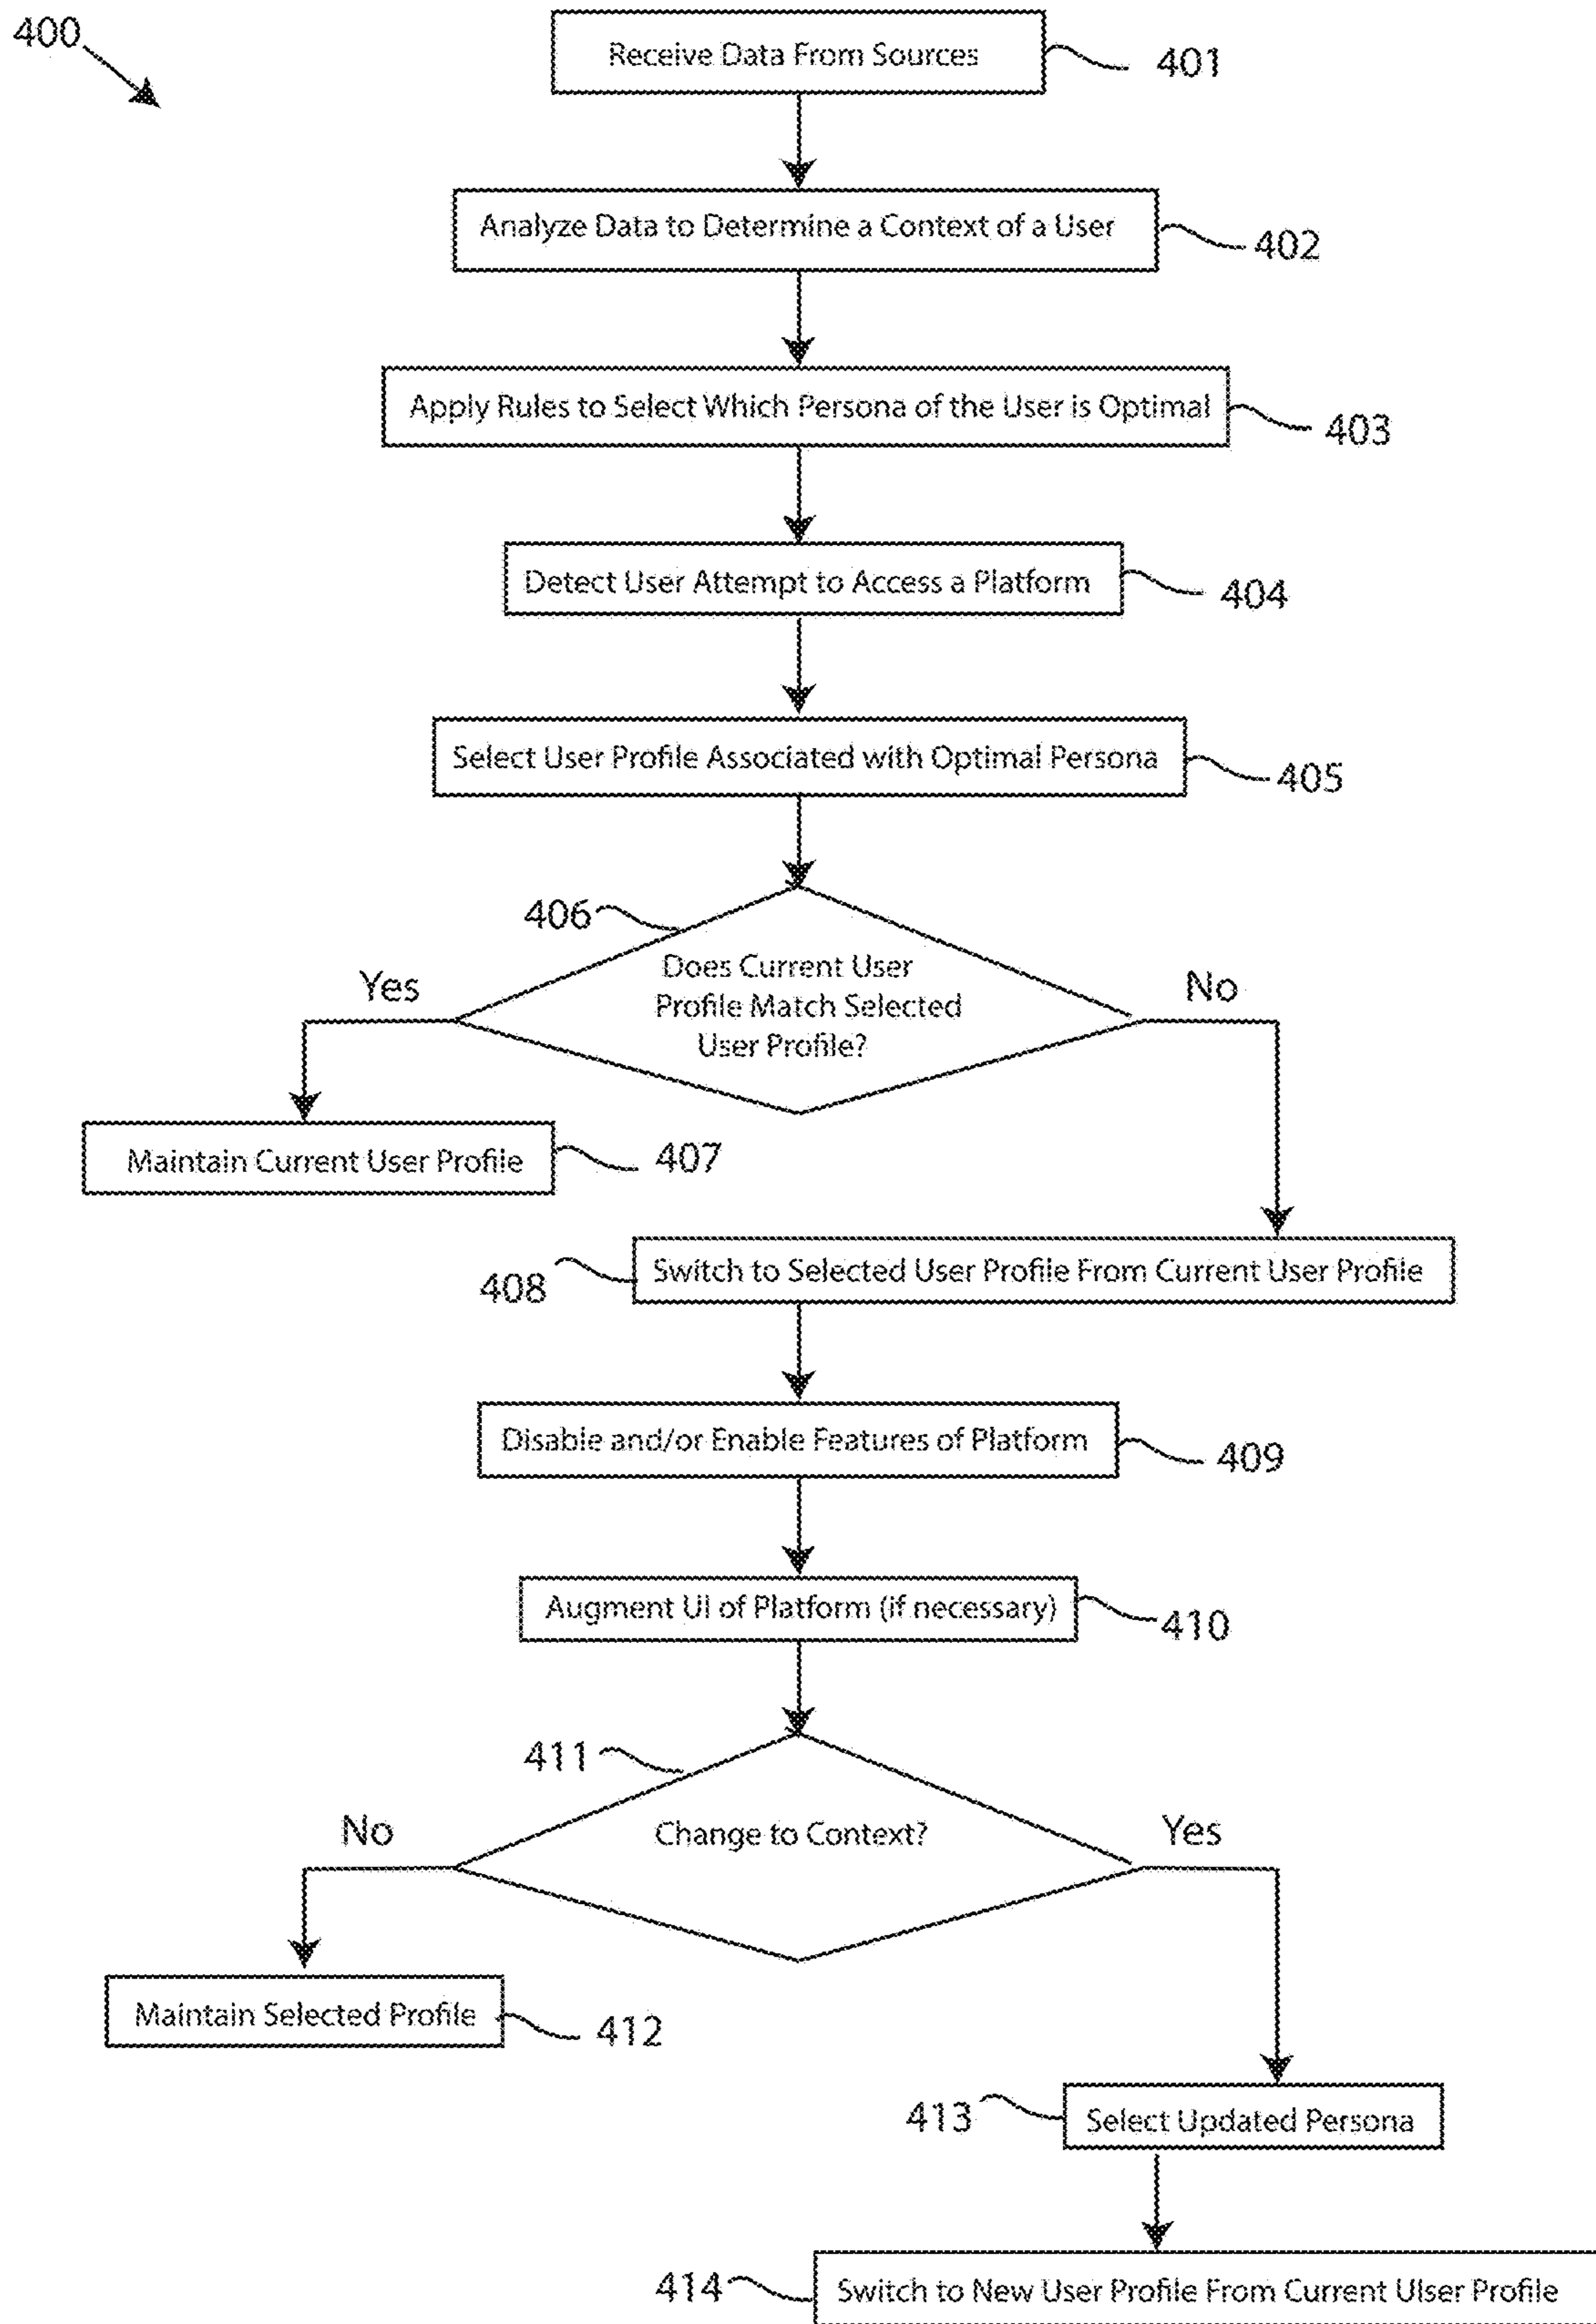 400
Receive Data From Sources
401
Analyze Data to Determine a Context of a User
402
Apply Rules to Select Which Persona of the User is Optimal
403
Detect User Attempt to Access a Platform
404
Select User Profile Associated with Optimal Persona
405
406
Does Current User
Profile Match Selected
User Profile?
Yes
No
Maintain Current User Profile
407
408
Switch to Selected User Profile From Current User Profile
Disable and/or Enable Features of Platform
409
Augment UI of Platform (if necessary)
410
411
Change to Context?
No
Yes
Maintain Selected Profile
412
413
Select Updated Persona
414
Switch to New User Profile From Current Ulser Profile